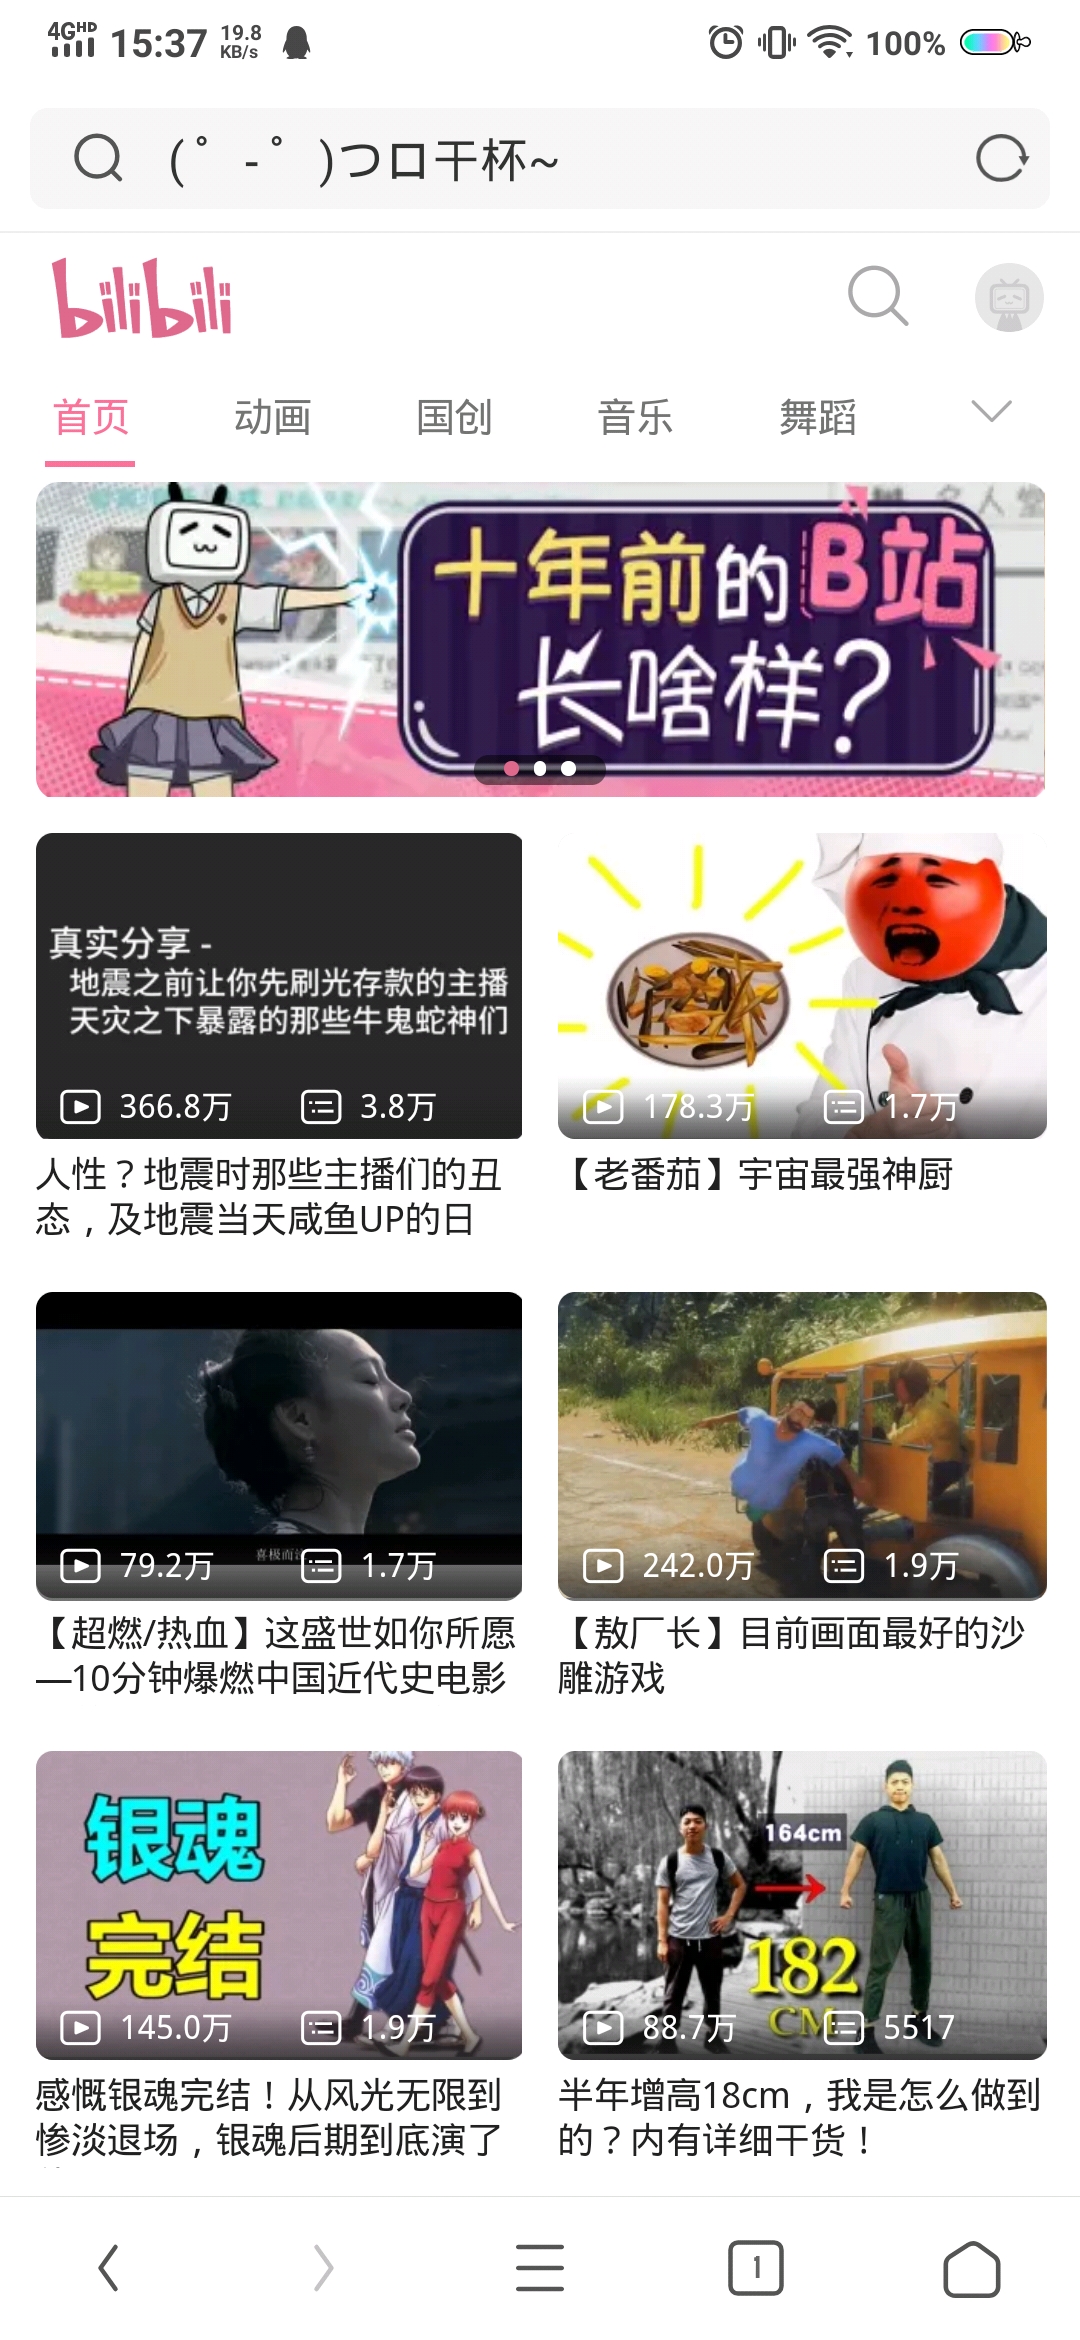 4GHD 15:37 19.8 KB/s 100%
( ゜- ゜)つロ干杯~
bilibili
首页 动画 国创 音乐 舞蹈
十年前的B站
长啥样?
真实分享 -
地震之前让你先刷光存款的主播
天灾之下暴露的那些牛鬼蛇神们
366.8万 3.8万
178.3万 1.7万
人性？地震时那些主播们的丑
态，及地震当天咸鱼UP的日
【老番茄】宇宙最强神厨
喜极而泣
79.2万 1.7万
242.0万 1.9万
【超燃/热血】这盛世如你所愿
—10分钟爆燃中国近代史电影
【敖厂长】目前画面最好的沙
雕游戏
银魂
完结
145.0万 1.9万
164cm
182
CM
88.7万 5517
感慨银魂完结！从风光无限到
惨淡退场，银魂后期到底演了
半年增高18cm，我是怎么做到
的？内有详细干货！
1